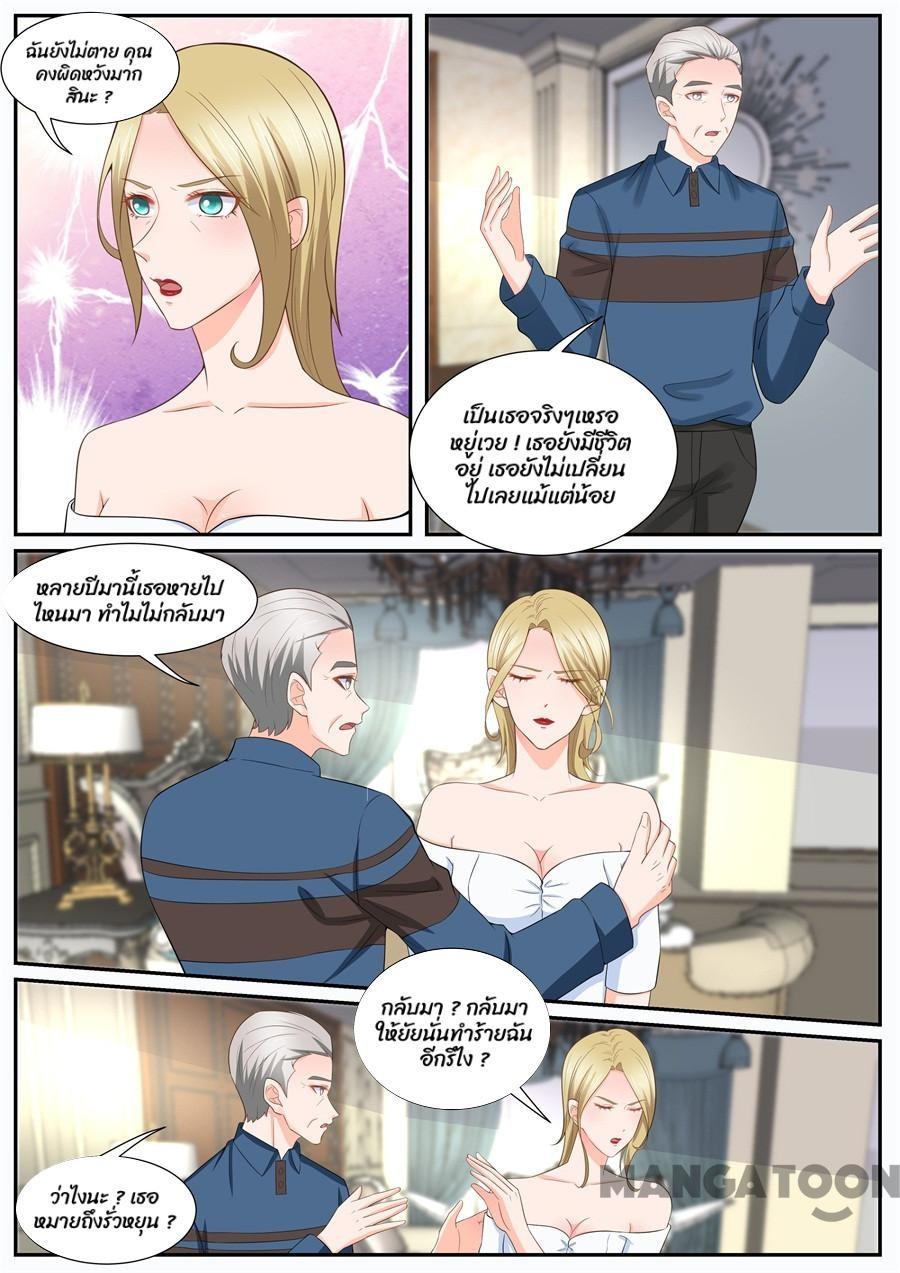 ฉันยังไม่ตาย คุณ
คงผิดหวังมาก
สินะ ?
เป็นเธอจริงๆเหรอ
หยู่เวย ! เธอยังมีชีวิต
อยู่ เธอยังไม่เปลี่ยน
ไปเลยแม้แต่น้อย
หลายปีมานี้เธอหายไป
ไหนมา ทำไมไม่กลับมา
กลับมา ? กลับมา
ให้ยัยนั่นทำร้ายฉัน
อีกรึไง ?
ว่าไงนะ ? เธอ
หมายถึงรั่วหยุน ?
MANGATOON